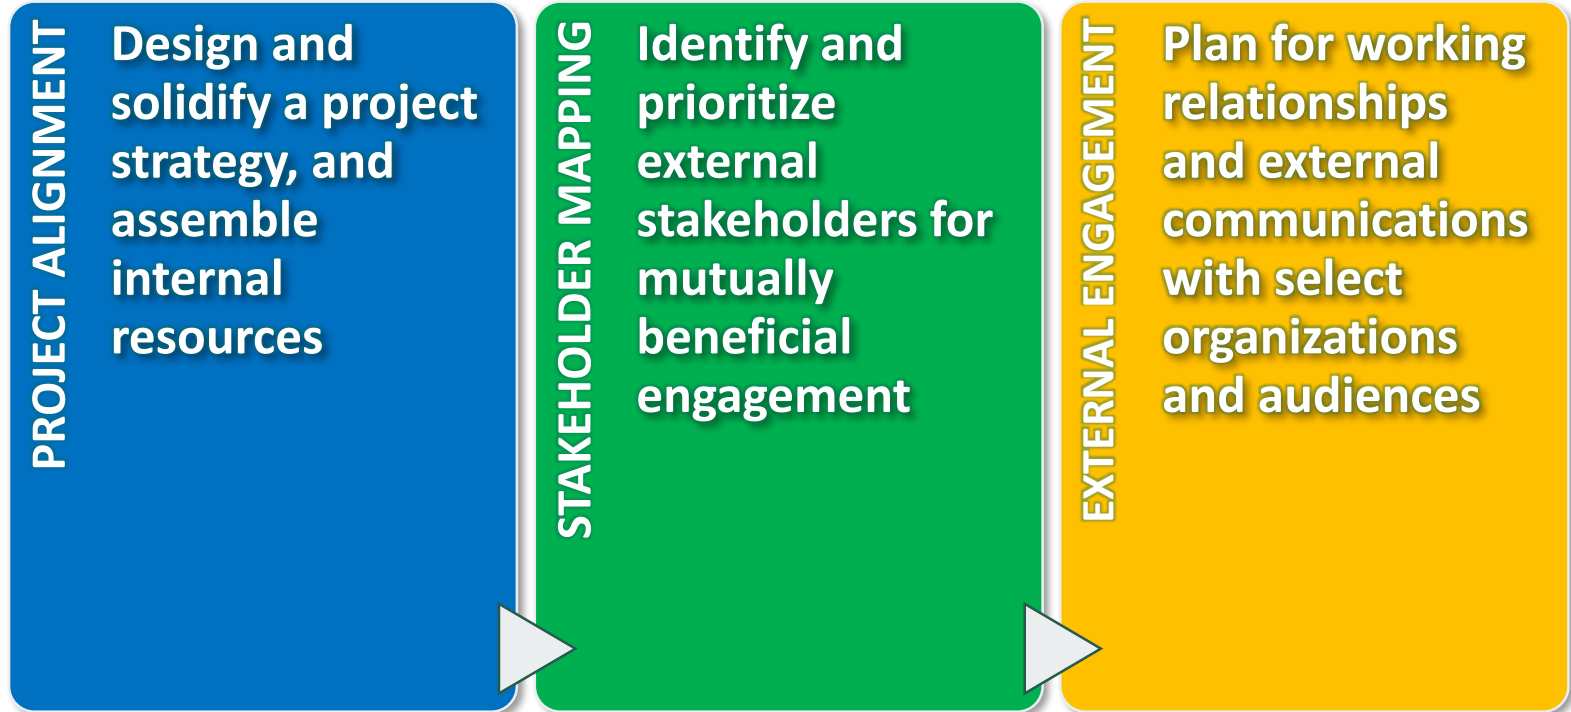 PROJECT ALIGNMENT
Design and
solidify a project
strategy, and
assemble
internal
resources
STAKEHOLDER MAPPING
Identify and
prioritize
external
stakeholders for
mutually
beneficial
engagement
EXTERNAL ENGAGEMENT
Plan for working
relationships
and external
communications
with select
organizations
and audiences